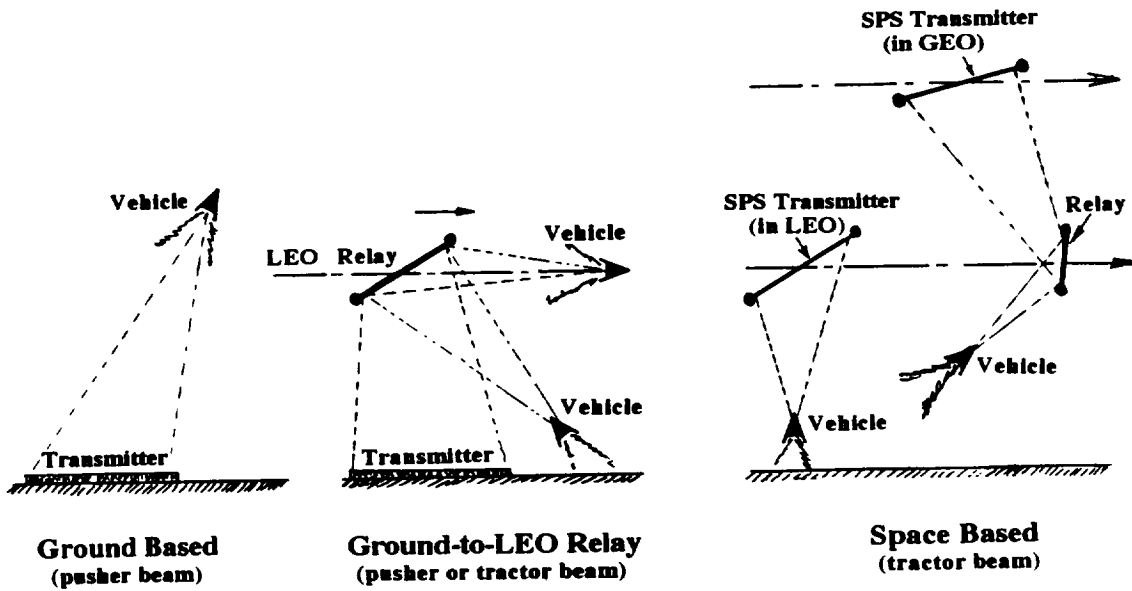 Vehicle
Transmitter
Ground Based
(pusher beam)
LEO Relay
Vehicle
Vehicle
Transmitter
Ground-to-LEO Relay
(pusher or tractor beam)
SPS Transmitter
(in GEO)
SPS Transmitter
(in LEO)
Relay
Vehicle
Vehicle
Space Based
(tractor beam)